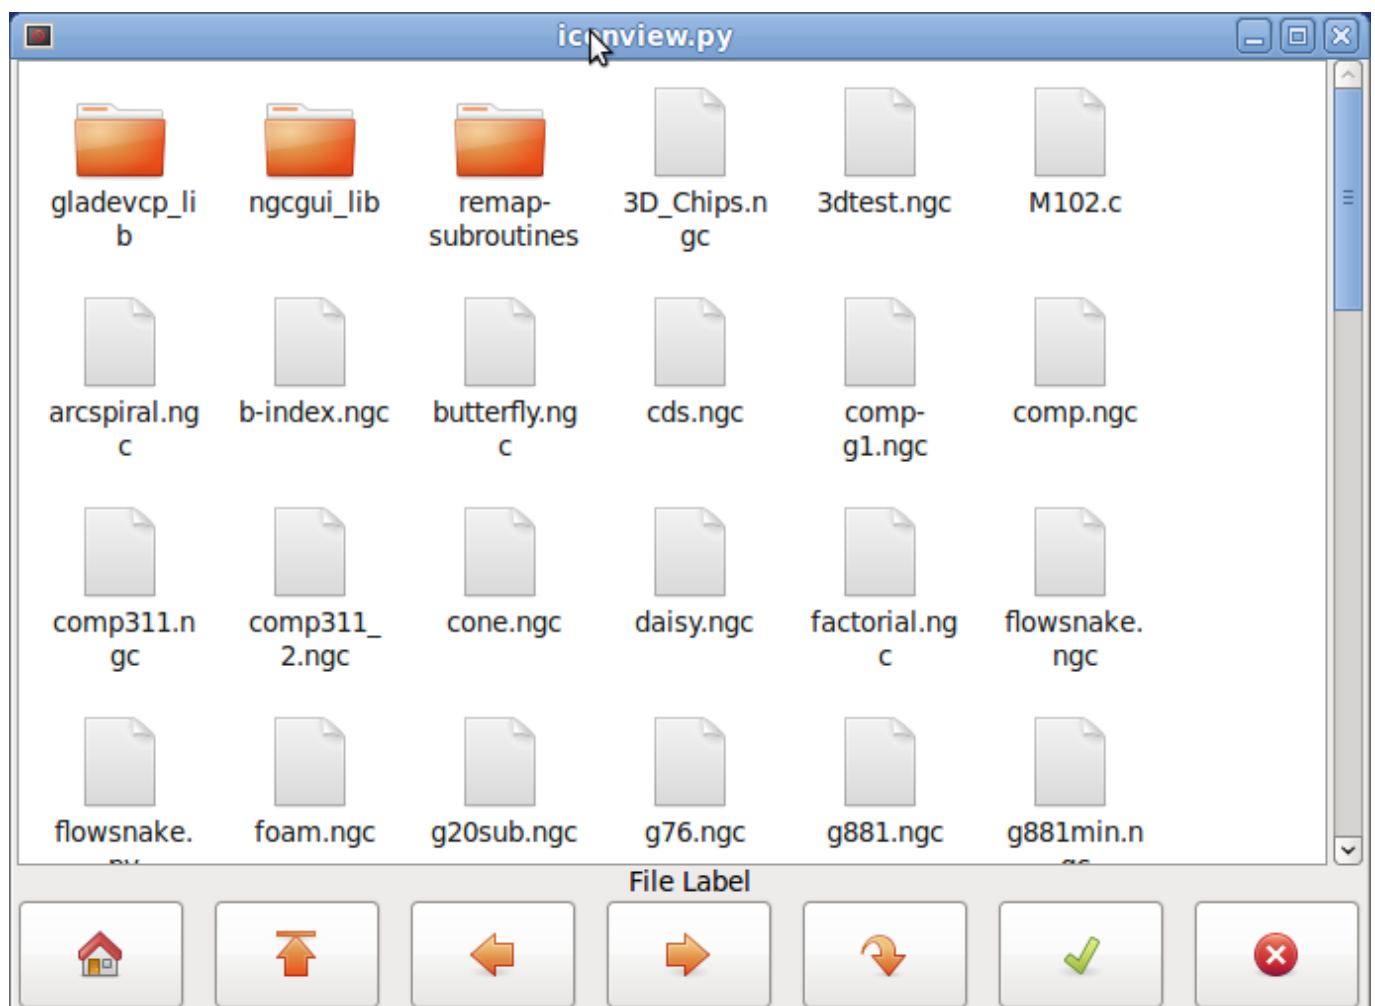 iconview.py
gladevcp_li
b
ngcgui_lib
remap-
subroutines
3D_Chips.n
gc
3dtest.ngc
M102.c
arcspiral.ng
c
b-index.ngc
butterfly.ng
c
cds.ngc
comp-
g1.ngc
comp.ngc
comp311.n
gc
comp311_
2.ngc
cone.ngc
daisy.ngc
factorial.ng
c
flowsnake.
ngc
flowsnake.
py
foam.ngc
g20sub.ngc
g76.ngc
g881.ngc
g881min.n
gc
File Label